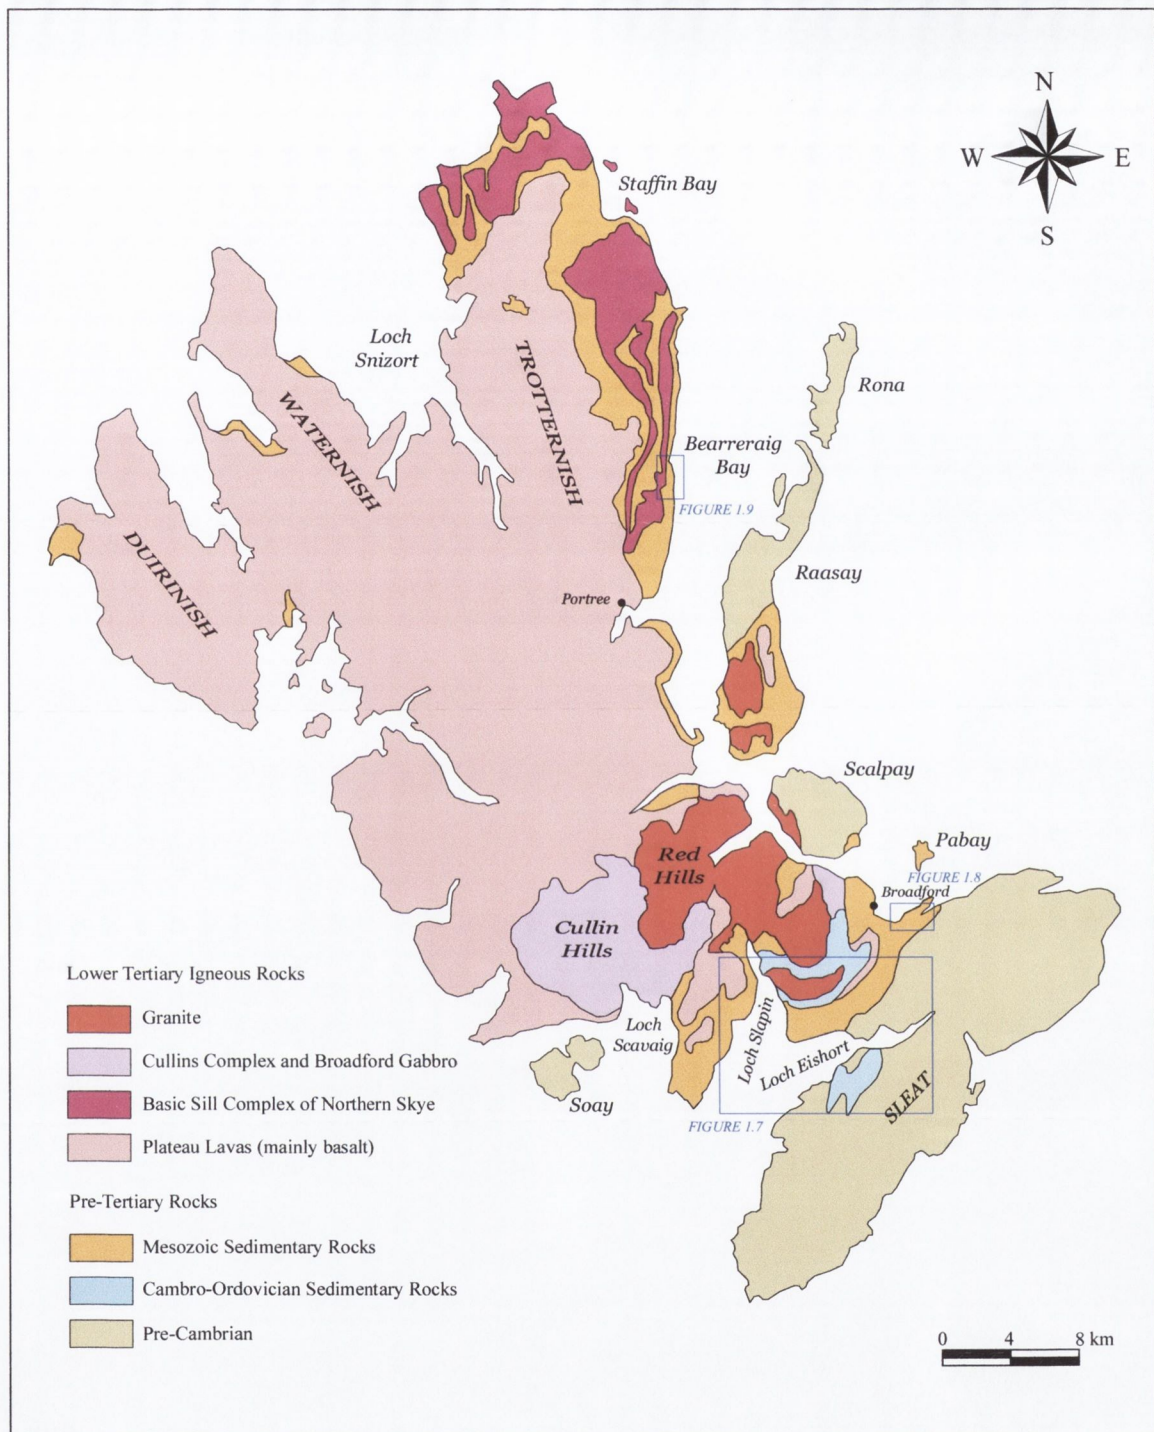 N
W E
S
Staffin Bay
Loch
Snizort
TROTTERNISH
Rona
WATERNISH
Bearreraig
Bay
FIGURE 1.9
DUIRINISH
Raasay
Portree
Scalpay
Pabay
Red
Hills
FIGURE 1.8
Broadford
Cullin
Hills
Lower Tertiary Igneous Rocks
Granite
Cullins Complex and Broadford Gabbro
Basic Sill Complex of Northern Skye
Plateau Lavas (mainly basalt)
Loch
Scavaig
Loch Slapin
Loch Eishort
Soay
SLEAT
FIGURE 1.7
Pre-Tertiary Rocks
Mesozoic Sedimentary Rocks
Cambro-Ordovician Sedimentary Rocks
Pre-Cambrian
0 4 8 km